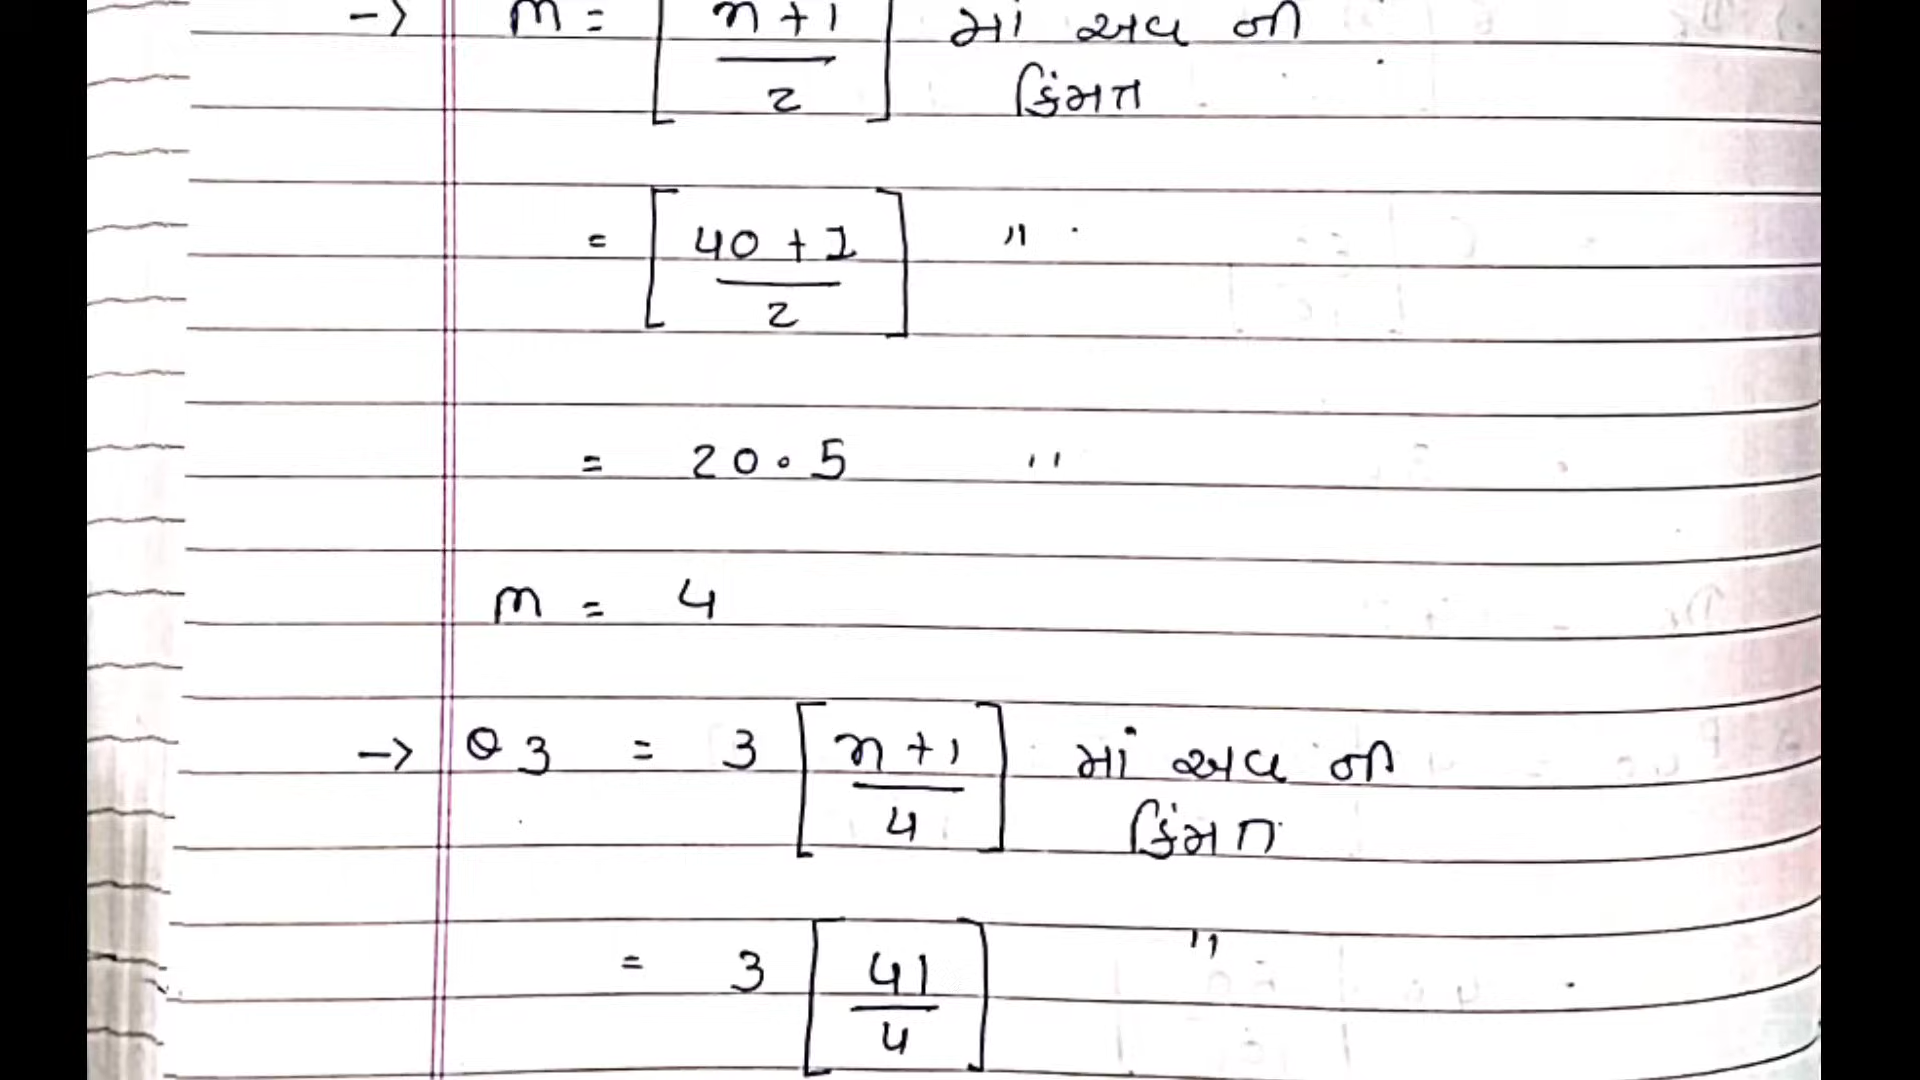 → m = [ n+1 / 2 ] માં અવ ની કિંમત
= [ 40+1 / 2 ] "
= 20.5 "
m = 4
→ Q3 = 3 [ n+1 / 4 ] માં અવ ની કિંમત
= 3 [ 41 / 4 ] "